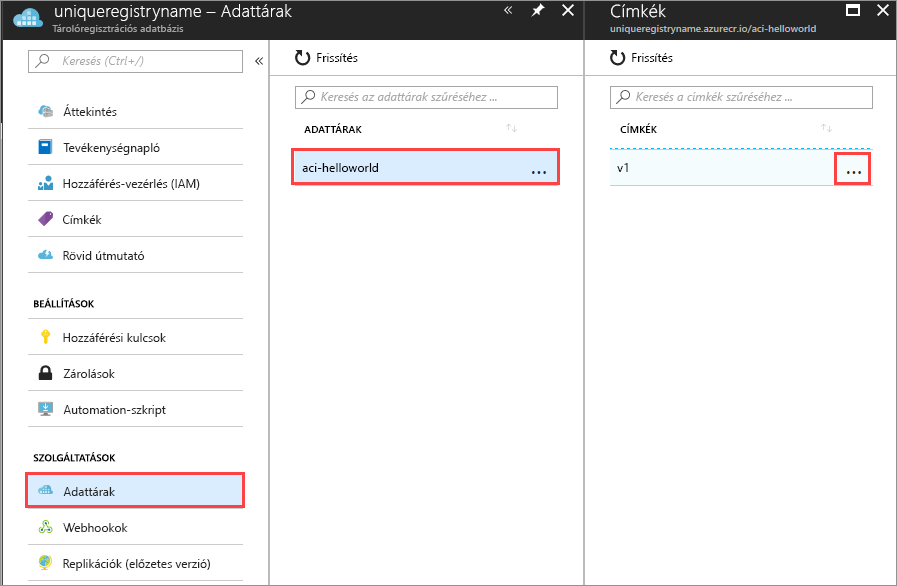 uniqueregistryname – Adattárak
Tárolóregisztrációs adatbázis
Keresés (Ctrl+/)
Áttekintés
Tevékenységnapló
Hozzáférés-vezérlés (IAM)
Címkék
Rövid útmutató
BEÁLLÍTÁSOK
Hozzáférési kulcsok
Zárolások
Automation-szkript
SZOLGÁLTATÁSOK
Adattárak
Webhookok
Replikációk (előzetes verzió)
Frissítés
Keresés az adattárak szűréséhez ...
ADATTÁRAK
aci-helloworld
Címkék
uniqueregistryname.azurecr.io/aci-helloworld
Frissítés
Keresés a címkék szűréséhez ...
CÍMKÉK
v1